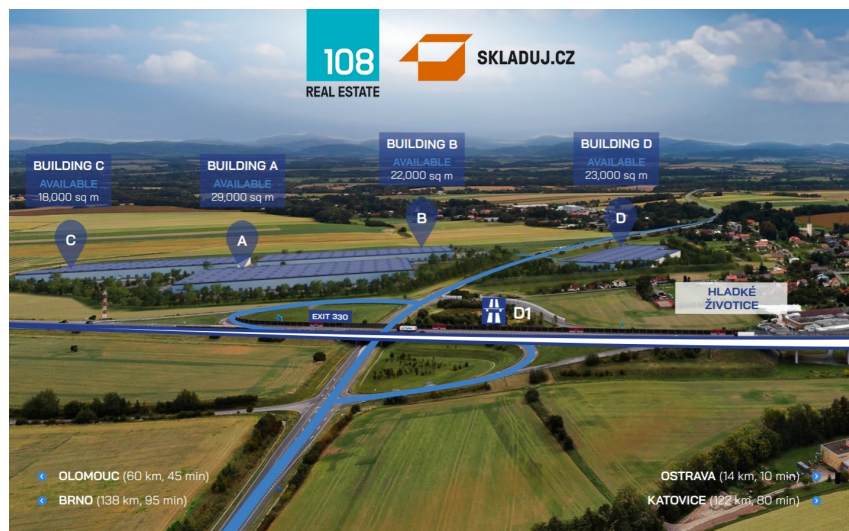 108
REAL ESTATE
SKLADUJ.CZ
BUILDING C
AVAILABLE
18,000 sq m
BUILDING A
AVAILABLE
29,000 sq m
BUILDING B
AVAILABLE
22,000 sq m
BUILDING D
AVAILABLE
23,000 sq m
C
A
B
D
HLADKÉ
ŽIVOTICE
EXIT 330
D1
OLOMOUC (60 km, 45 min)
BRNO (138 km, 95 min)
OSTRAVA (14 km, 10 min)
KATOVICE (122 km, 80 min)